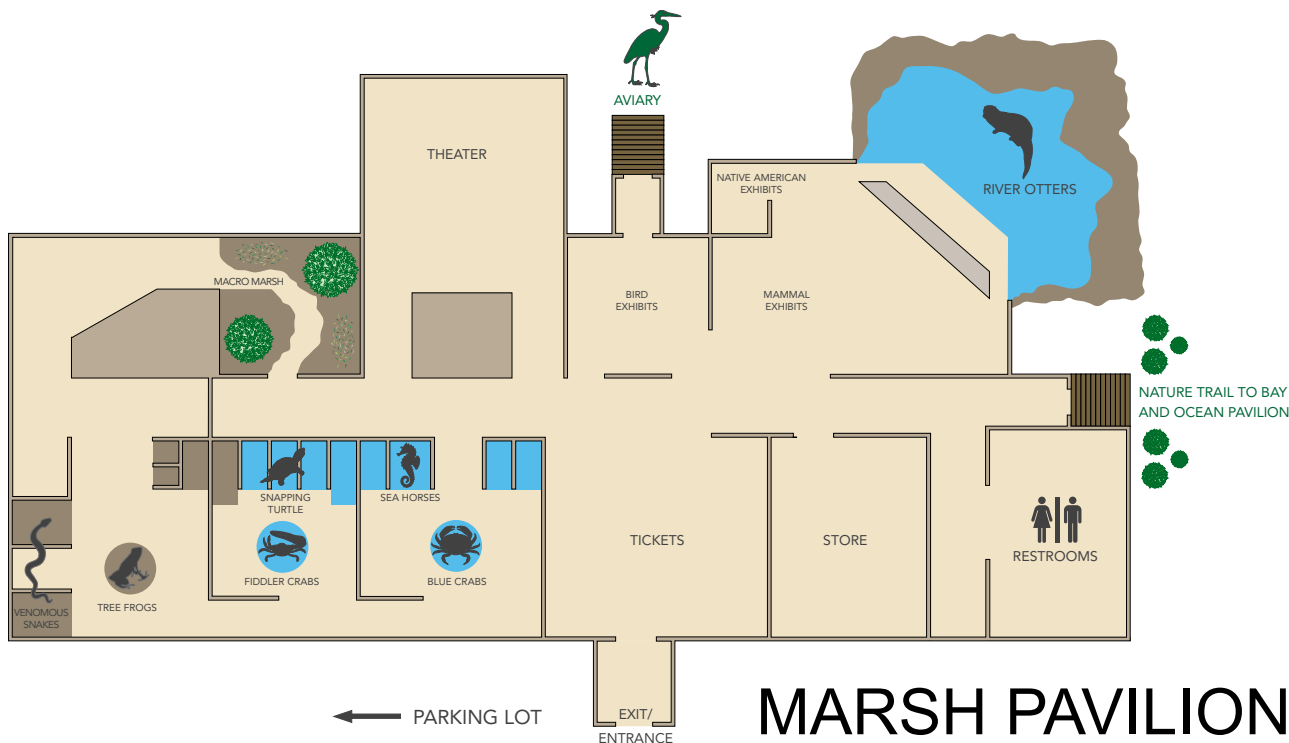 AVIARY
THEATER
NATIVE AMERICAN
EXHIBITS
RIVER OTTERS
MACRO MARSH
BIRD
EXHIBITS
MAMMAL
EXHIBITS
NATURE TRAIL TO BAY
AND OCEAN PAVILION
SNAPPING
TURTLE
SEA HORSES
TICKETS
STORE
RESTROOMS
FIDDLER CRABS
BLUE CRABS
TREE FROGS
VENOMOUS
SNAKES
PARKING LOT
EXIT/
ENTRANCE
MARSH PAVILION